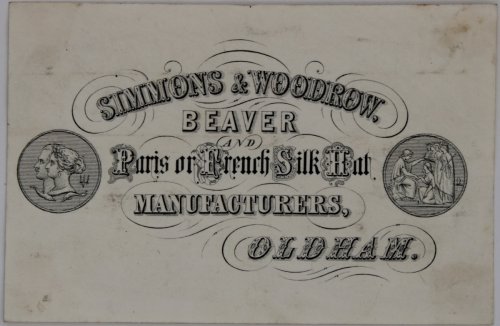 SIMMONS & WOODROW.
BEAVER
AND
Paris or French Silk Hat
MANUFACTURERS,
OLDHAM.